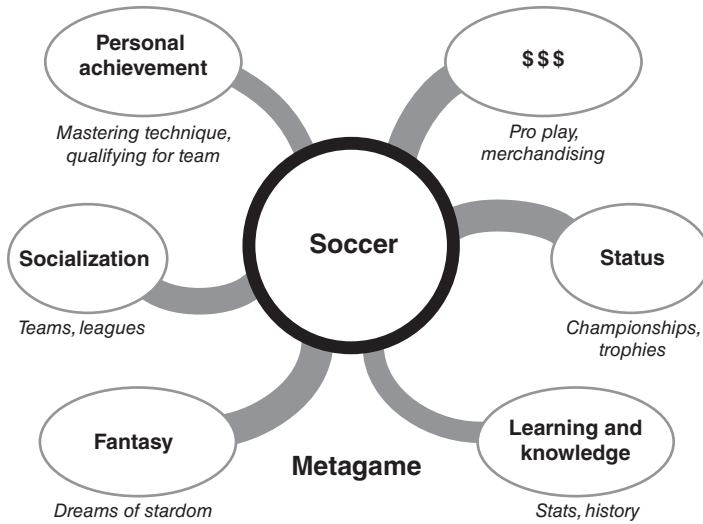 Personal
achievement
Mastering technique,
qualifying for team
$$$
Pro play,
merchandising
Soccer
Socialization
Teams, leagues
Status
Championships,
trophies
Fantasy
Dreams of stardom
Metagame
Learning and
knowledge
Stats, history